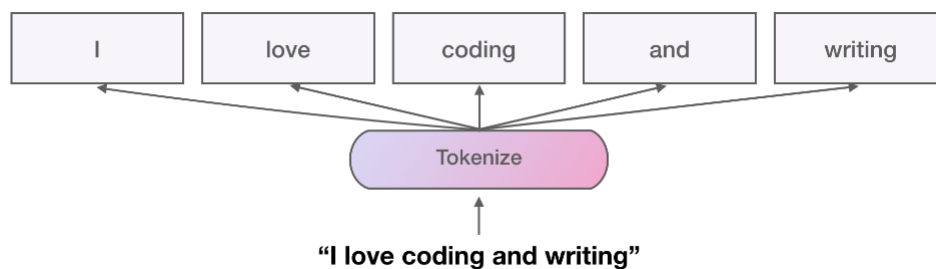 I love coding and writing
Tokenize
“I love coding and writing”